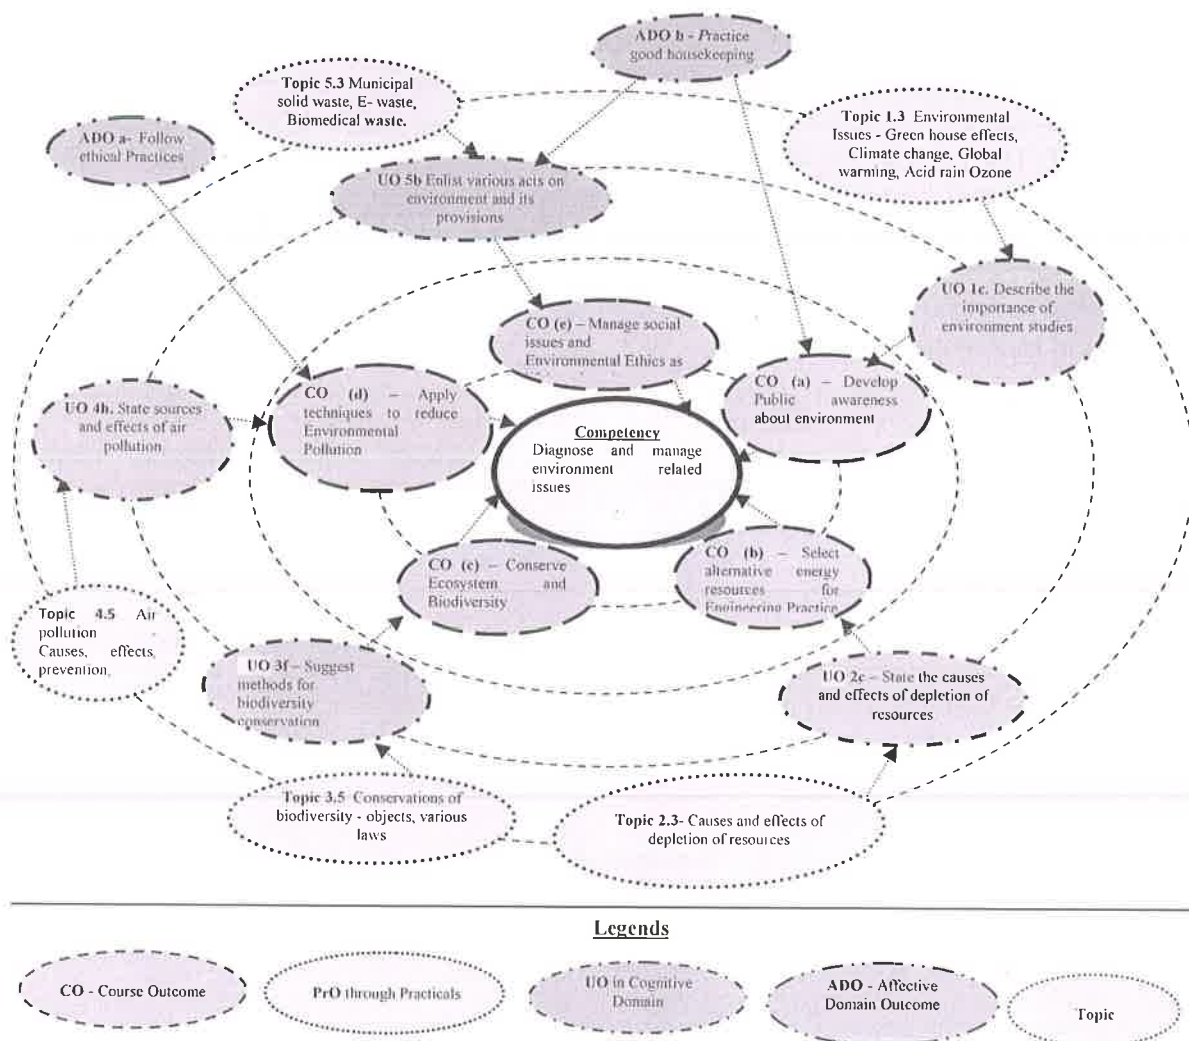 ADO b - Practice
good housekeeping
Topic 5.3 Municipal
solid waste, E- waste,
Biomedical waste.
Topic 1.3 Environmental
Issues - Green house effects,
Climate change, Global
warming, Acid rain Ozone
ADO a- Follow
ethical Practices
UO 5b Enlist various acts on
environment and its
provisions
UO 1c. Describe the
importance of
environment studies
CO (e) – Manage social
issues and
Environmental Ethics as
CO (d) – Apply
techniques to reduce
Environmental
Pollution
CO (a) – Develop
Public awareness
about environment
UO 4b. State sources
and effects of air
pollution
Competency
Diagnose and manage
environment related
issues
CO (c) – Conserve
Ecosystem and
Biodiversity
CO (b) – Select
alternative energy
resources for
Engineering Practice
Topic 4.5 Air
pollution
Causes, effects,
prevention,
UO 3f – Suggest
methods for
biodiversity
conservation
UO 2c – State the causes
and effects of depletion of
resources
Topic 3.5 Conservations of
biodiversity - objects, various
laws
Topic 2.3- Causes and effects of
depletion of resources
Legends
CO - Course Outcome
PrO through Practicals
UO in Cognitive
Domain
ADO - Affective
Domain Outcome
Topic